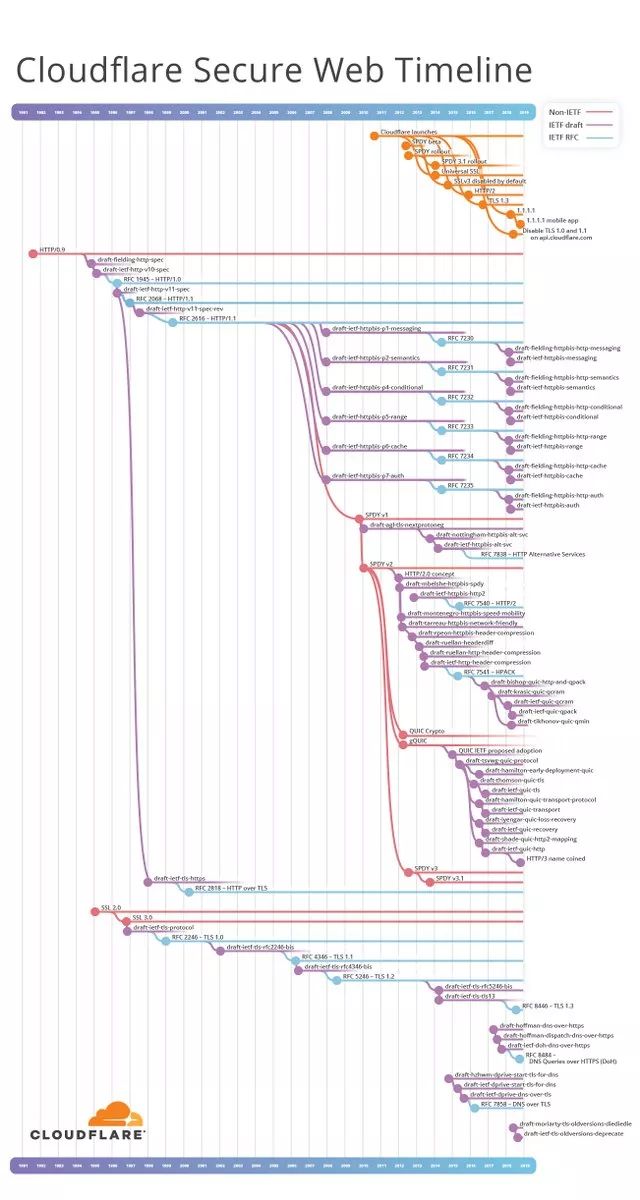 Cloudflare Secure Web Timeline
1991 1992 1993 1994 1995 1996 1997 1998 1999 2000 2001 2002 2003 2004 2005 2006 2007 2008 2009 2010 2011 2012 2013 2014 2015 2016 2017 2018 2019
Non-IETF
IETF draft
IETF RFC
Cloudflare launches
SPDY beta
SPDY rollout
SPDY 3.1 rollout
Universal SSL
SSLv3 disabled by default
HTTP/2
TLS 1.3
1.1.1.1
1.1.1.1 mobile app
Disable TLS 1.0 and 1.1
on api.cloudflare.com
HTTP/0.9
draft-fielding-http-spec
draft-ietf-http-v10-spec
RFC 1945 – HTTP/1.0
draft-ietf-http-v11-spec
RFC 2068 – HTTP/1.1
draft-ietf-http-v11-spec-rev
RFC 2616 – HTTP/1.1
draft-ietf-httpbis-p1-messaging
RFC 7230
draft-fielding-httpbis-http-messaging
draft-ietf-httpbis-messaging
draft-ietf-httpbis-p2-semantics
RFC 7231
draft-fielding-httpbis-http-semantics
draft-ietf-httpbis-semantics
draft-ietf-httpbis-p4-conditional
RFC 7232
draft-fielding-httpbis-http-conditional
draft-ietf-httpbis-conditional
draft-ietf-httpbis-p5-range
RFC 7233
draft-fielding-httpbis-http-range
draft-ietf-httpbis-range
draft-ietf-httpbis-p6-cache
RFC 7234
draft-fielding-httpbis-http-cache
draft-ietf-httpbis-cache
draft-ietf-httpbis-p7-auth
RFC 7235
draft-fielding-httpbis-http-auth
draft-ietf-httpbis-auth
SPDY v1
draft-agl-tls-nextprotoneg
draft-nottingham-httpbis-alt-svc
draft-ietf-httpbis-alt-svc
RFC 7838 – HTTP Alternative Services
SPDY v2
HTTP/2.0 concept
draft-mbelshe-httpbis-spdy
draft-ietf-httpbis-http2
RFC 7540 – HTTP/2
draft-montenegro-httpbis-speed-mobility
draft-tarreau-httpbis-network-friendly
draft-rpeon-httpbis-header-compression
draft-ruellan-headerdiff
draft-ruellan-http-header-compression
draft-ietf-http-header-compression
RFC 7541 – HPACK
draft-bishop-quic-http-and-qpack
draft-krasic-quic-qcram
draft-ietf-quic-qcram
draft-ietf-quic-qpack
draft-tikhonov-quic-qmin
QUIC Crypto
gQUIC
QUIC IETF proposed adoption
draft-tsvwg-quic-protocol
draft-hamilton-early-deployment-quic
draft-thomson-quic-tls
draft-ietf-quic-tls
draft-hamilton-quic-transport-protocol
draft-ietf-quic-transport
draft-iyengar-quic-loss-recovery
draft-ietf-quic-recovery
draft-shade-quic-http2-mapping
draft-ietf-quic-http
HTTP/3 name coined
SPDY v3
SPDY v3.1
draft-ietf-tls-https
RFC 2818 – HTTP over TLS
SSL 2.0
SSL 3.0
draft-ietf-tls-protocol
RFC 2246 – TLS 1.0
draft-ietf-tls-rfc2246-bis
RFC 4346 – TLS 1.1
draft-ietf-tls-rfc4346-bis
RFC 5246 – TLS 1.2
draft-ietf-tls-rfc5246-bis
draft-ietf-tls-tls13
RFC 8446 – TLS 1.3
draft-hoffman-dns-over-https
draft-hoffman-dispatch-dns-over-https
draft-ietf-doh-dns-over-https
RFC 8484 –
DNS Queries over HTTPS (DoH)
draft-hzhwm-dprive-start-tls-for-dns
draft-ietf-dprive-start-tls-for-dns
draft-ietf-dprive-dns-over-tls
RFC 7858 – DNS over TLS
draft-moriarty-tls-oldversions-diediedie
draft-ietf-tls-oldversions-deprecate
CLOUDFLARE
1991 1992 1993 1994 1995 1996 1997 1998 1999 2000 2001 2002 2003 2004 2005 2006 2007 2008 2009 2010 2011 2012 2013 2014 2015 2016 2017 2018 2019